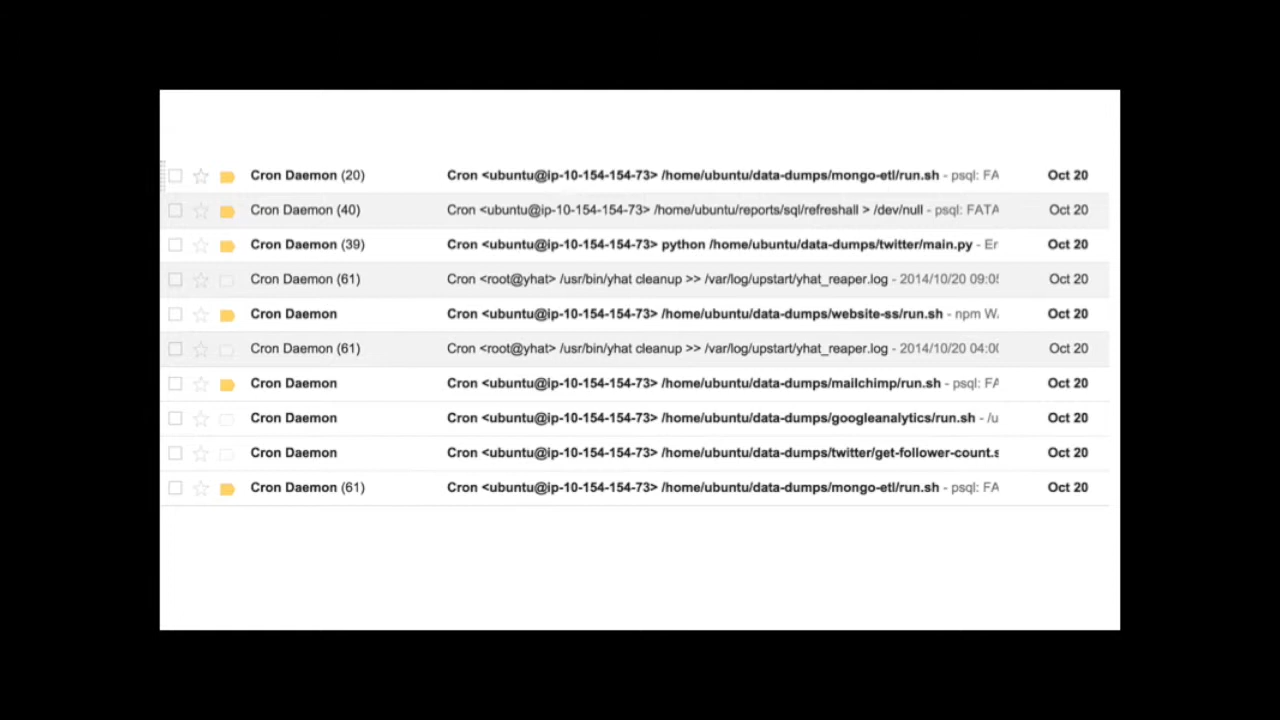 Cron Daemon (20) Cron <ubuntu@ip-10-154-154-73> /home/ubuntu/data-dumps/mongo-etl/run.sh - psql: FA Oct 20
Cron Daemon (40) Cron <ubuntu@ip-10-154-154-73> /home/ubuntu/reports/sql/refreshall > /dev/null - psql: FATA Oct 20
Cron Daemon (39) Cron <ubuntu@ip-10-154-154-73> python /home/ubuntu/data-dumps/twitter/main.py - Er Oct 20
Cron Daemon (61) Cron <root@yhat> /usr/bin/yhat cleanup >> /var/log/upstart/yhat_reaper.log - 2014/10/20 09:05 Oct 20
Cron Daemon Cron <ubuntu@ip-10-154-154-73> /home/ubuntu/data-dumps/website-ss/run.sh - npm W Oct 20
Cron Daemon (61) Cron <root@yhat> /usr/bin/yhat cleanup >> /var/log/upstart/yhat_reaper.log - 2014/10/20 04:00 Oct 20
Cron Daemon Cron <ubuntu@ip-10-154-154-73> /home/ubuntu/data-dumps/mailchimp/run.sh - psql: FA Oct 20
Cron Daemon Cron <ubuntu@ip-10-154-154-73> /home/ubuntu/data-dumps/googleanalytics/run.sh - /u Oct 20
Cron Daemon Cron <ubuntu@ip-10-154-154-73> /home/ubuntu/data-dumps/twitter/get-follower-count.s Oct 20
Cron Daemon (61) Cron <ubuntu@ip-10-154-154-73> /home/ubuntu/data-dumps/mongo-etl/run.sh - psql: FA Oct 20